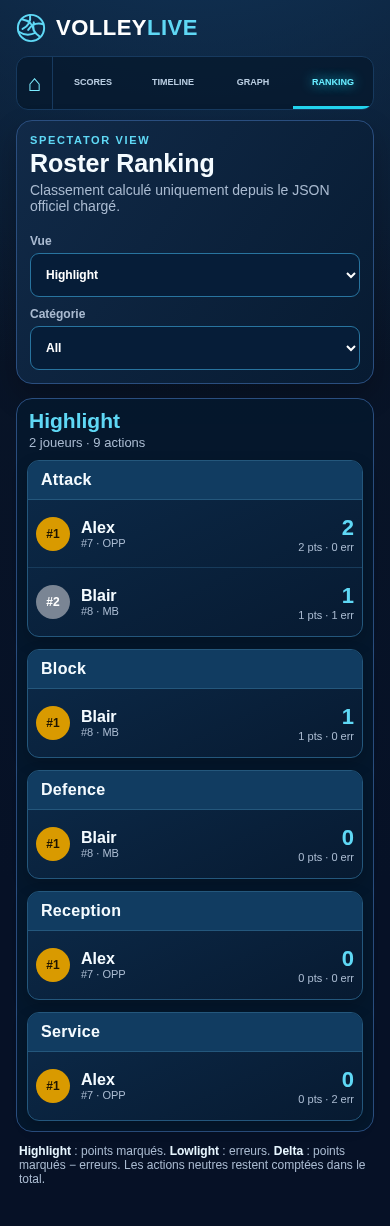 VOLLEYLIVE
SCORES TIMELINE GRAPH RANKING
SPECTATOR VIEW
Roster Ranking
Classement calculé uniquement depuis le JSON
officiel chargé.
Vue
Highlight
Catégorie
All
Highlight
2 joueurs · 9 actions
Attack
#1 Alex 2
#7 · OPP 2 pts · 0 err
#2 Blair 1
#8 · MB 1 pts · 1 err
Block
#1 Blair 1
#8 · MB 1 pts · 0 err
Defence
#1 Blair 0
#8 · MB 0 pts · 0 err
Reception
#1 Alex 0
#7 · OPP 0 pts · 0 err
Service
#1 Alex 0
#7 · OPP 0 pts · 2 err
Highlight : points marqués. Lowlight : erreurs. Delta : points
marqués − erreurs. Les actions neutres restent comptées dans le
total.